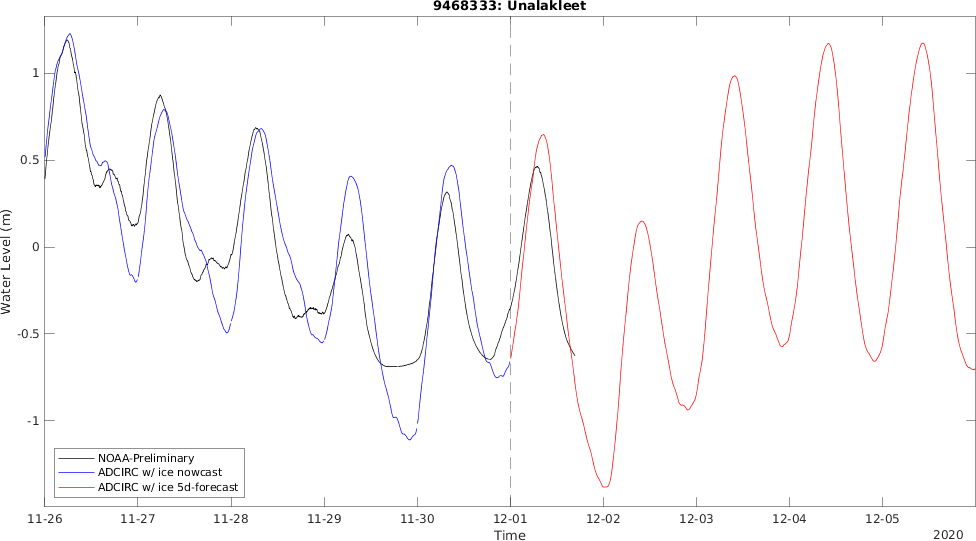 9468333: Unalakleet
Water Level (m)
1
0.5
0
-0.5
-1
NOAA-Preliminary
ADCIRC w/ ice nowcast
ADCIRC w/ ice 5d-forecast
11-26 11-27 11-28 11-29 11-30 12-01 12-02 12-03 12-04 12-05
Time
2020